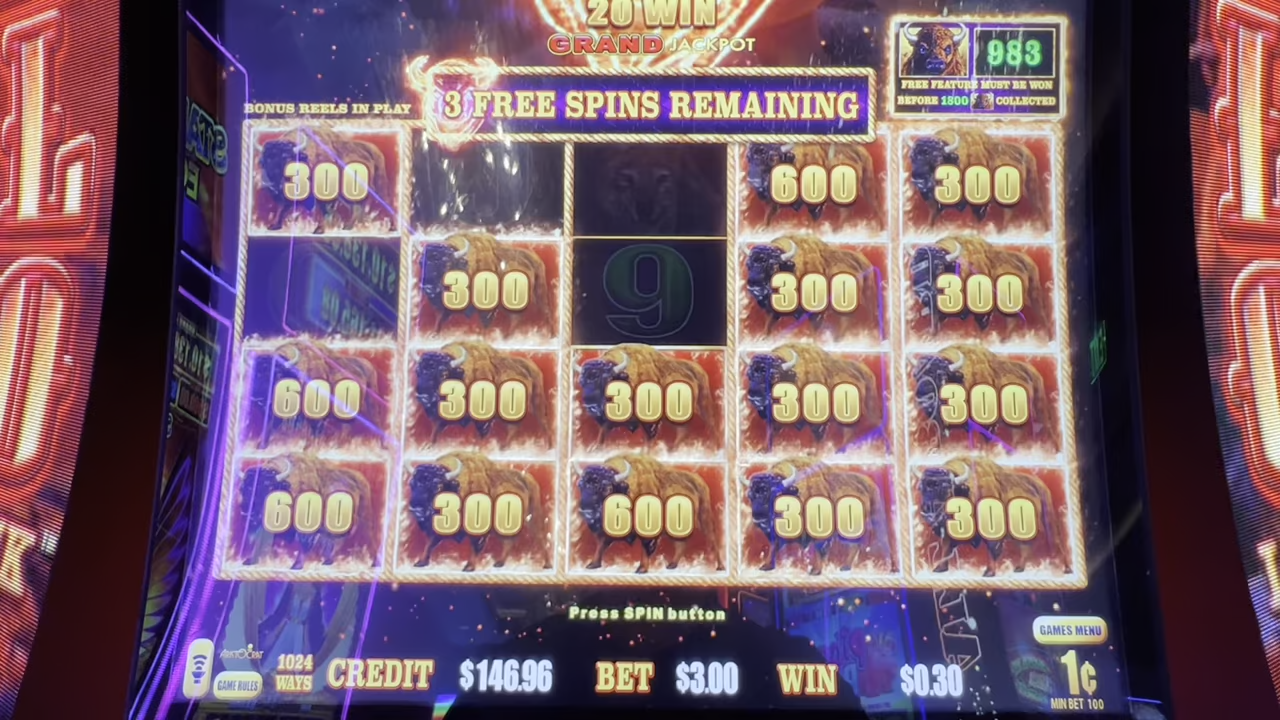 20 WIN
GRAND JACKPOT
983
FREE FEATURE MUST BE WON
BEFORE 1800 COLLECTED
BONUS REELS IN PLAY
3 FREE SPINS REMAINING
300 600 300
300 300 300
9
600 300 300 300 300
600 300 600 300 300
Press SPIN button
GAMES MENU
ARISTOCRAT
GAME RULES
1024
WAYS
CREDIT $146.96 BET $3.00 WIN $0.30
1¢
MIN BET 100